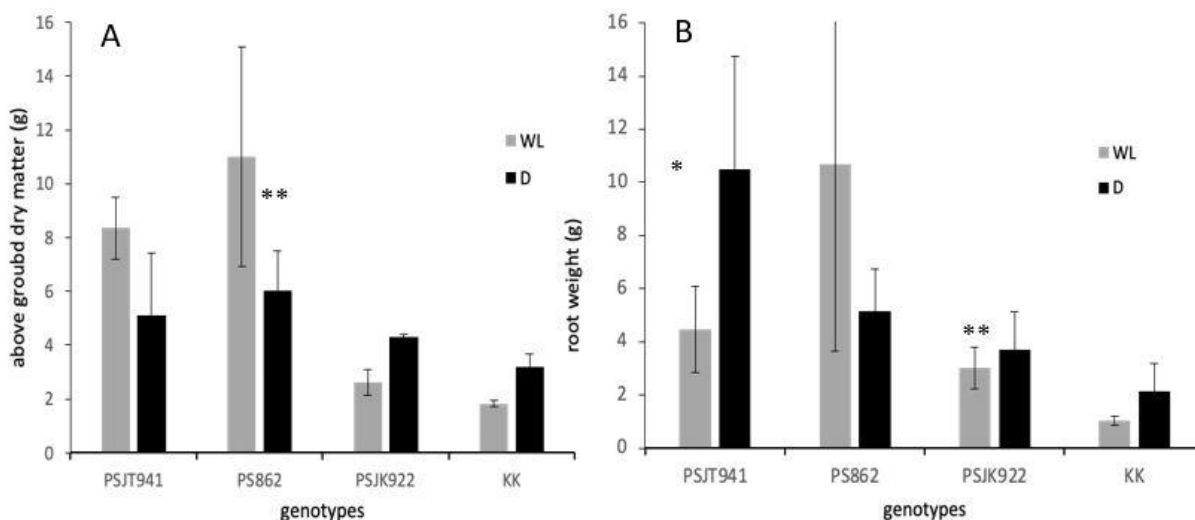 A
above groubd dry matter (g)
16
14
12
10
8
6
4
2
0
WL
D
**
PSJT941 PS862 PSJK922 KK
genotypes
B
root weight (g)
16
14
12
10
8
6
4
2
0
WL
D
*
**
PSJT941 PS862 PSJK922 KK
genotypes